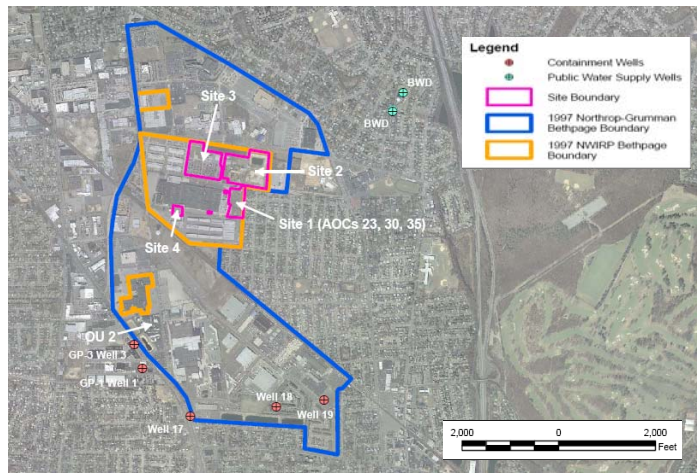 Legend
Containment Wells
Public Water Supply Wells
Site Boundary
1997 Northrop-Grumman
Bethpage Boundary
1997 NWIRP Bethpage
Boundary
BWD
BWD
Site 3
Site 2
Site 1 (AOCs 23, 30, 35)
Site 4
OU 2
GP-3 Well 3
GP-1 Well 1
Well 17
Well 18
Well 19
2,000 0 2,000
Feet